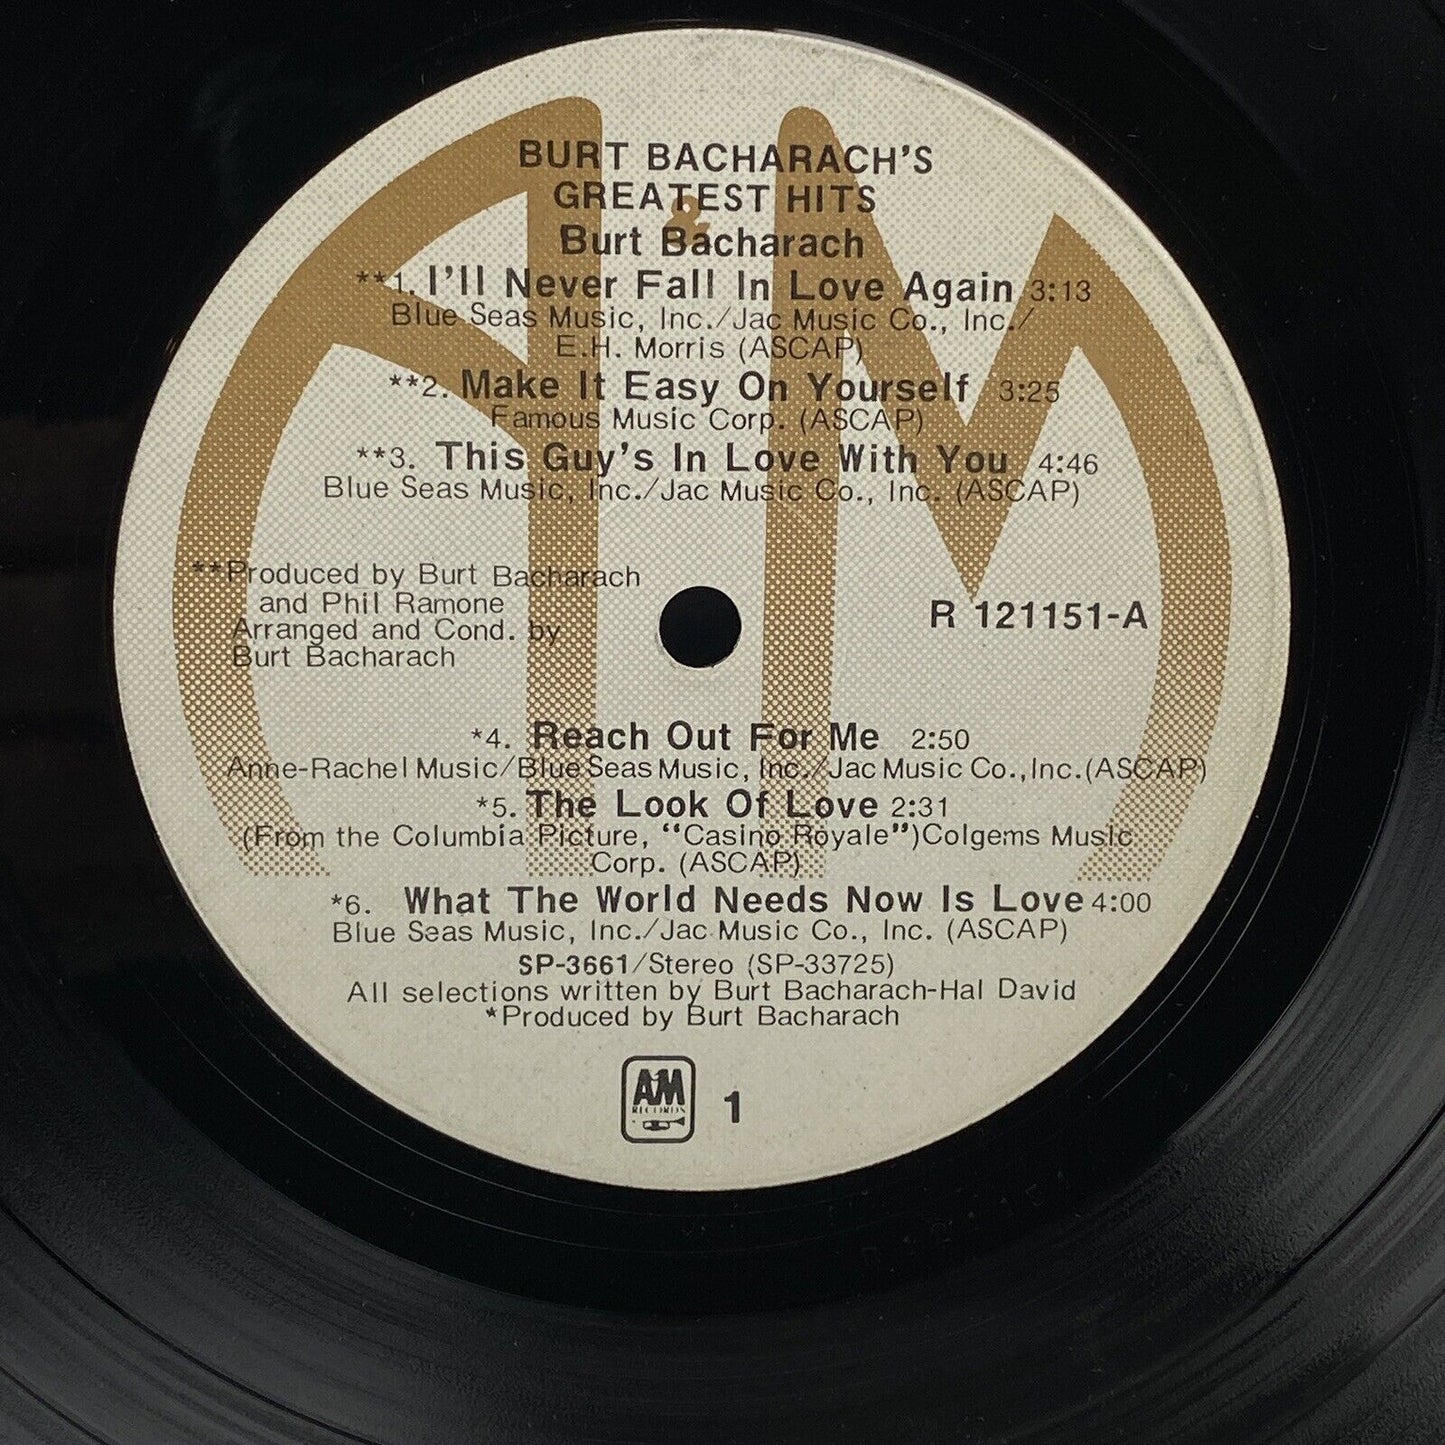 A&M
BURT BACHARACH'S
GREATEST HITS
Burt Bacharach
**1. I'll Never Fall In Love Again 3:13
Blue Seas Music, Inc./Jac Music Co., Inc./
E.H. Morris (ASCAP)
**2. Make It Easy On Yourself 3:25
Famous Music Corp. (ASCAP)
**3. This Guy's In Love With You 4:46
Blue Seas Music, Inc./Jac Music Co., Inc. (ASCAP)
**Produced by Burt Bacharach
and Phil Ramone
Arranged and Cond. by
Burt Bacharach
R 121151-A
*4. Reach Out For Me 2:50
Anne-Rachel Music/Blue Seas Music, Inc./Jac Music Co.,Inc.(ASCAP)
*5. The Look Of Love 2:31
(From the Columbia Picture, "Casino Royale")Colgems Music
Corp. (ASCAP)
*6. What The World Needs Now Is Love 4:00
Blue Seas Music, Inc./Jac Music Co., Inc. (ASCAP)
SP-3661/Stereo (SP-33725)
All selections written by Burt Bacharach-Hal David
*Produced by Burt Bacharach
AM
RECORDS
1